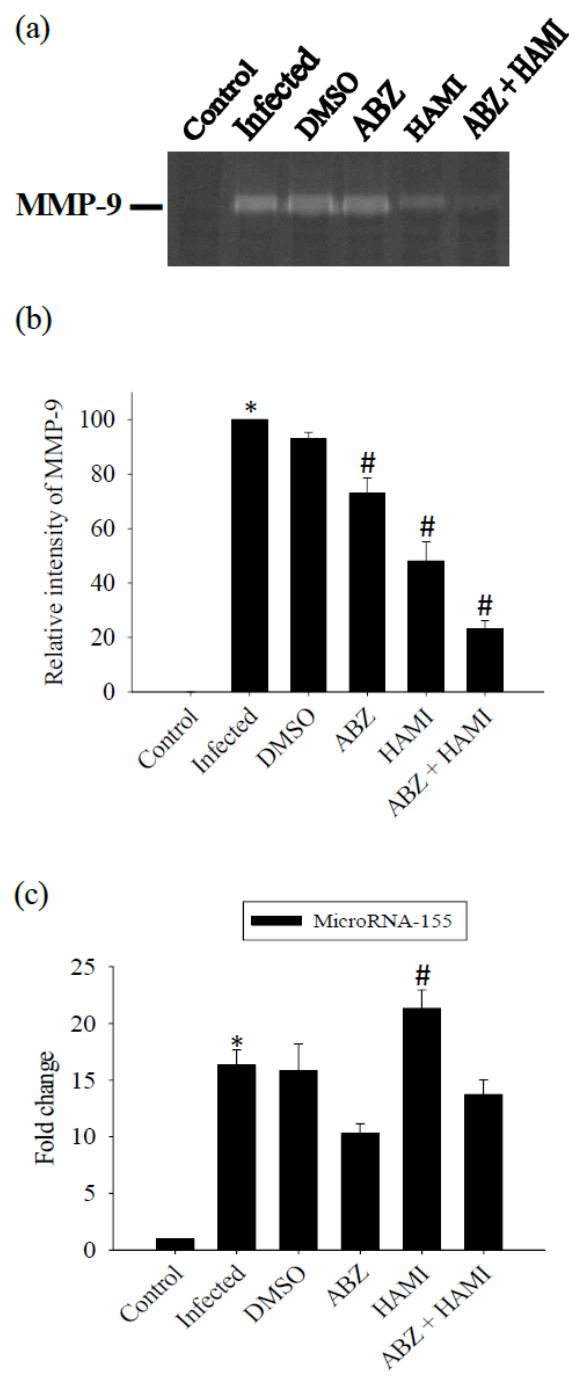 (a)
Control
Infected
DMSO
ABZ
HAMI
ABZ + HAMI
MMP-9
(b)
Relative intensity of MMP-9
100
80
60
40
20
0
*
#
#
#
Control
Infected
DMSO
ABZ
HAMI
ABZ + HAMI
(c)
MicroRNA-155
Fold change
25
20
15
10
5
0
*
#
Control
Infected
DMSO
ABZ
HAMI
ABZ + HAMI